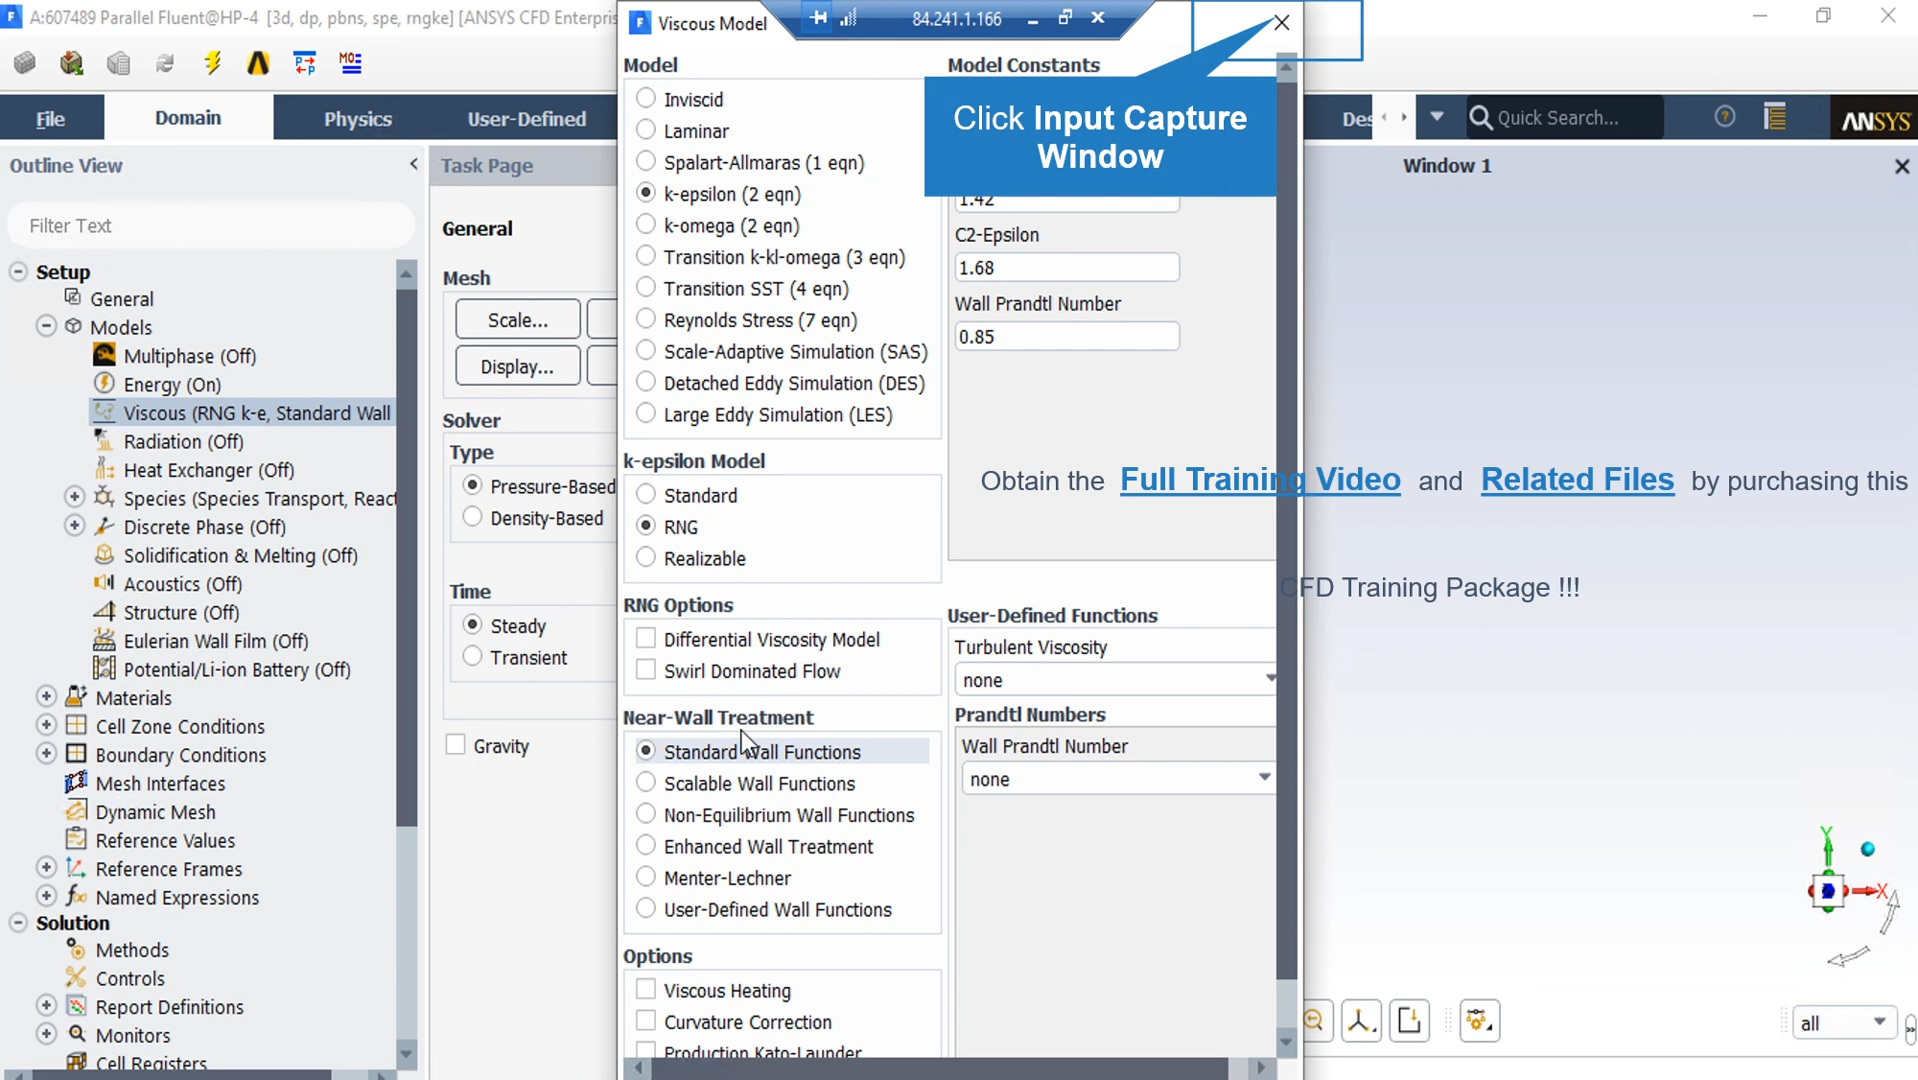 A:607489 Parallel Fluent@HP-4 [3d, dp, pbns, spe, rngke] [ANSYS CFD Enterpris
Viscous Model
84.241.1.166
File
Domain
Physics
User-Defined
Des
Quick Search...
ANSYS
Click Input Capture
Window
Outline View
Filter Text
Setup
General
Models
Multiphase (Off)
Energy (On)
Viscous (RNG k-e, Standard Wall
Radiation (Off)
Heat Exchanger (Off)
Species (Species Transport, React
Discrete Phase (Off)
Solidification & Melting (Off)
Acoustics (Off)
Structure (Off)
Eulerian Wall Film (Off)
Potential/Li-ion Battery (Off)
Materials
Cell Zone Conditions
Boundary Conditions
Mesh Interfaces
Dynamic Mesh
Reference Values
Reference Frames
Named Expressions
Solution
Methods
Controls
Report Definitions
Monitors
Cell Registers
Task Page
General
Mesh
Scale...
Display...
Solver
Type
Pressure-Based
Density-Based
Time
Steady
Transient
Gravity
Model
Inviscid
Laminar
Spalart-Allmaras (1 eqn)
k-epsilon (2 eqn)
k-omega (2 eqn)
Transition k-kl-omega (3 eqn)
Transition SST (4 eqn)
Reynolds Stress (7 eqn)
Scale-Adaptive Simulation (SAS)
Detached Eddy Simulation (DES)
Large Eddy Simulation (LES)
k-epsilon Model
Standard
RNG
Realizable
RNG Options
Differential Viscosity Model
Swirl Dominated Flow
Near-Wall Treatment
Standard Wall Functions
Scalable Wall Functions
Non-Equilibrium Wall Functions
Enhanced Wall Treatment
Menter-Lechner
User-Defined Wall Functions
Options
Viscous Heating
Curvature Correction
Production Kato-Launder
Model Constants
1.42
C2-Epsilon
1.68
Wall Prandtl Number
0.85
User-Defined Functions
Turbulent Viscosity
none
Prandtl Numbers
Wall Prandtl Number
none
Window 1
Obtain the Full Training Video and Related Files by purchasing this
CFD Training Package !!!
Y
X
all